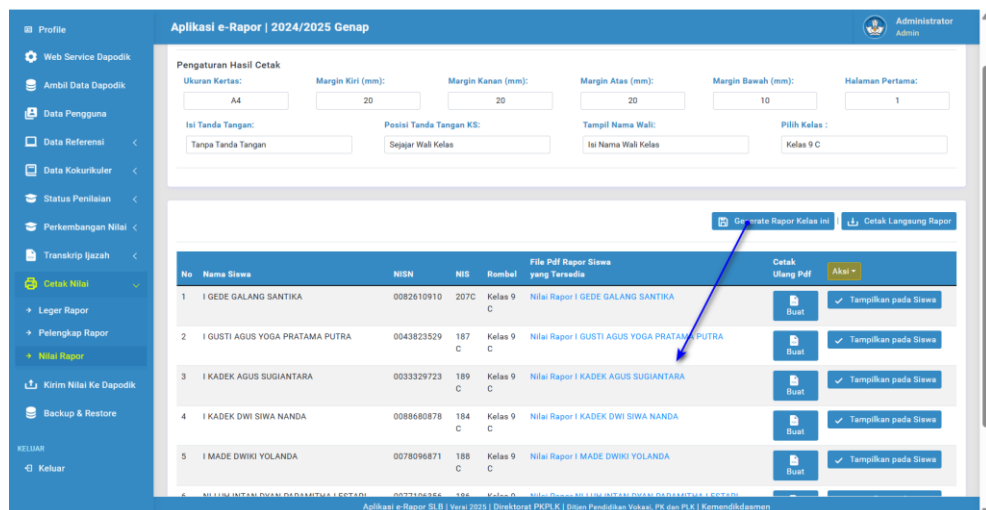 Profile
Web Service Dapodik
Ambil Data Dapodik
Data Pengguna
Data Referensi
Data Kokurikuler
Status Penilaian
Perkembangan Nilai
Transkrip Ijazah
Cetak Nilai
Leger Rapor
Pelengkap Rapor
Nilai Rapor
Kirim Nilai Ke Dapodik
Backup & Restore
KELUAR
Keluar
Aplikasi e-Rapor | 2024/2025 Genap
Administrator
Admin
Pengaturan Hasil Cetak
Ukuran Kertas: Margin Kiri (mm): Margin Kanan (mm): Margin Atas (mm): Margin Bawah (mm): Halaman Pertama:
A4 20 20 20 10 1
Isi Tanda Tangan: Posisi Tanda Tangan KS: Tampil Nama Wali: Pilih Kelas :
Tanpa Tanda Tangan Sejajar Wali Kelas Isi Nama Wali Kelas Kelas 9 C
Generate Rapor Kelas ini | Cetak Langsung Rapor
No Nama Siswa NISN NIS Rombel File Pdf Rapor Siswa yang Tersedia Cetak Ulang Pdf Aksi
1 I GEDE GALANG SANTIKA 0082610910 207C Kelas 9 C Nilai Rapor I GEDE GALANG SANTIKA Buat Tampilkan pada Siswa
2 I GUSTI AGUS YOGA PRATAMA PUTRA 0043823529 187 C Kelas 9 C Nilai Rapor I GUSTI AGUS YOGA PRATAMA PUTRA Buat Tampilkan pada Siswa
3 I KADEK AGUS SUGIANTARA 0033329723 189 C Kelas 9 C Nilai Rapor I KADEK AGUS SUGIANTARA Buat Tampilkan pada Siswa
4 I KADEK DWI SIWA NANDA 0088680878 184 C Kelas 9 C Nilai Rapor I KADEK DWI SIWA NANDA Buat Tampilkan pada Siswa
5 I MADE DWIKI YOLANDA 0078096871 188 C Kelas 9 C Nilai Rapor I MADE DWIKI YOLANDA Buat Tampilkan pada Siswa
Aplikasi e-Rapor SLB | Versi 2025 | Direktorat PKPLK | Ditjen Pendidikan Vokasi, PK dan PLK | Kemendikdasmen